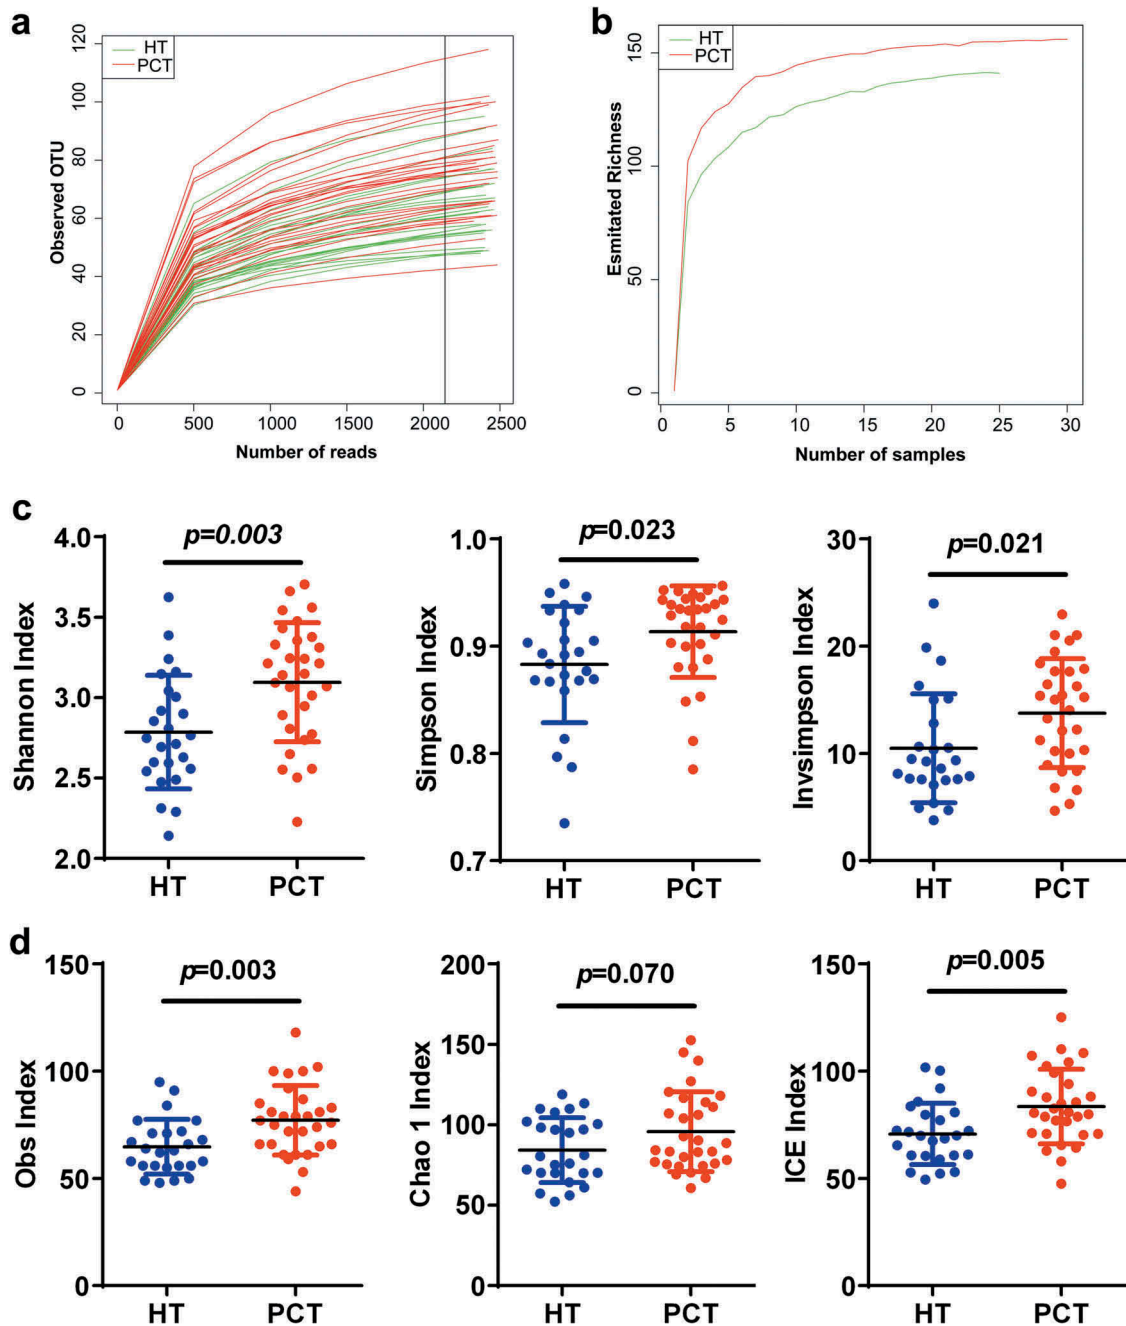 a
HT
PCT
Observed OTU
0
20
40
60
80
100
120
0 500 1000 1500 2000 2500
Number of reads
b
HT
PCT
Esmitated Richness
0
50
100
150
0 5 10 15 20 25 30
Number of samples
c
p=0.003
Shannon Index
4.0
3.5
3.0
2.5
2.0
HT PCT
p=0.023
Simpson Index
1.0
0.9
0.8
0.7
HT PCT
p=0.021
Invsimpson Index
30
20
10
0
HT PCT
d
p=0.003
Obs Index
150
100
50
0
HT PCT
p=0.070
Chao 1 Index
200
150
100
50
0
HT PCT
p=0.005
ICE Index
150
100
50
0
HT PCT